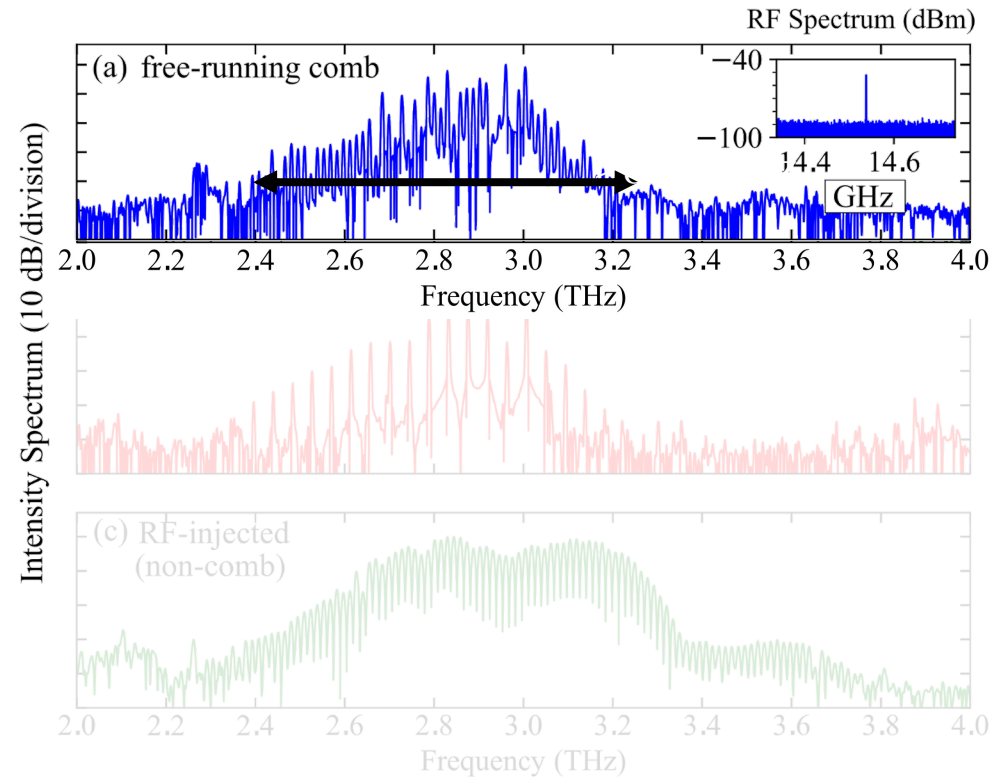 RF Spectrum (dBm)
(a) free-running comb
−40
−100
14.4 14.6
GHz
2.0 2.2 2.4 2.6 2.8 3.0 3.2 3.4 3.6 3.8 4.0
Frequency (THz)
Intensity Spectrum (10 dB/division)
(c) RF-injected
(non-comb)
2.0 2.2 2.4 2.6 2.8 3.0 3.2 3.4 3.6 3.8 4.0
Frequency (THz)